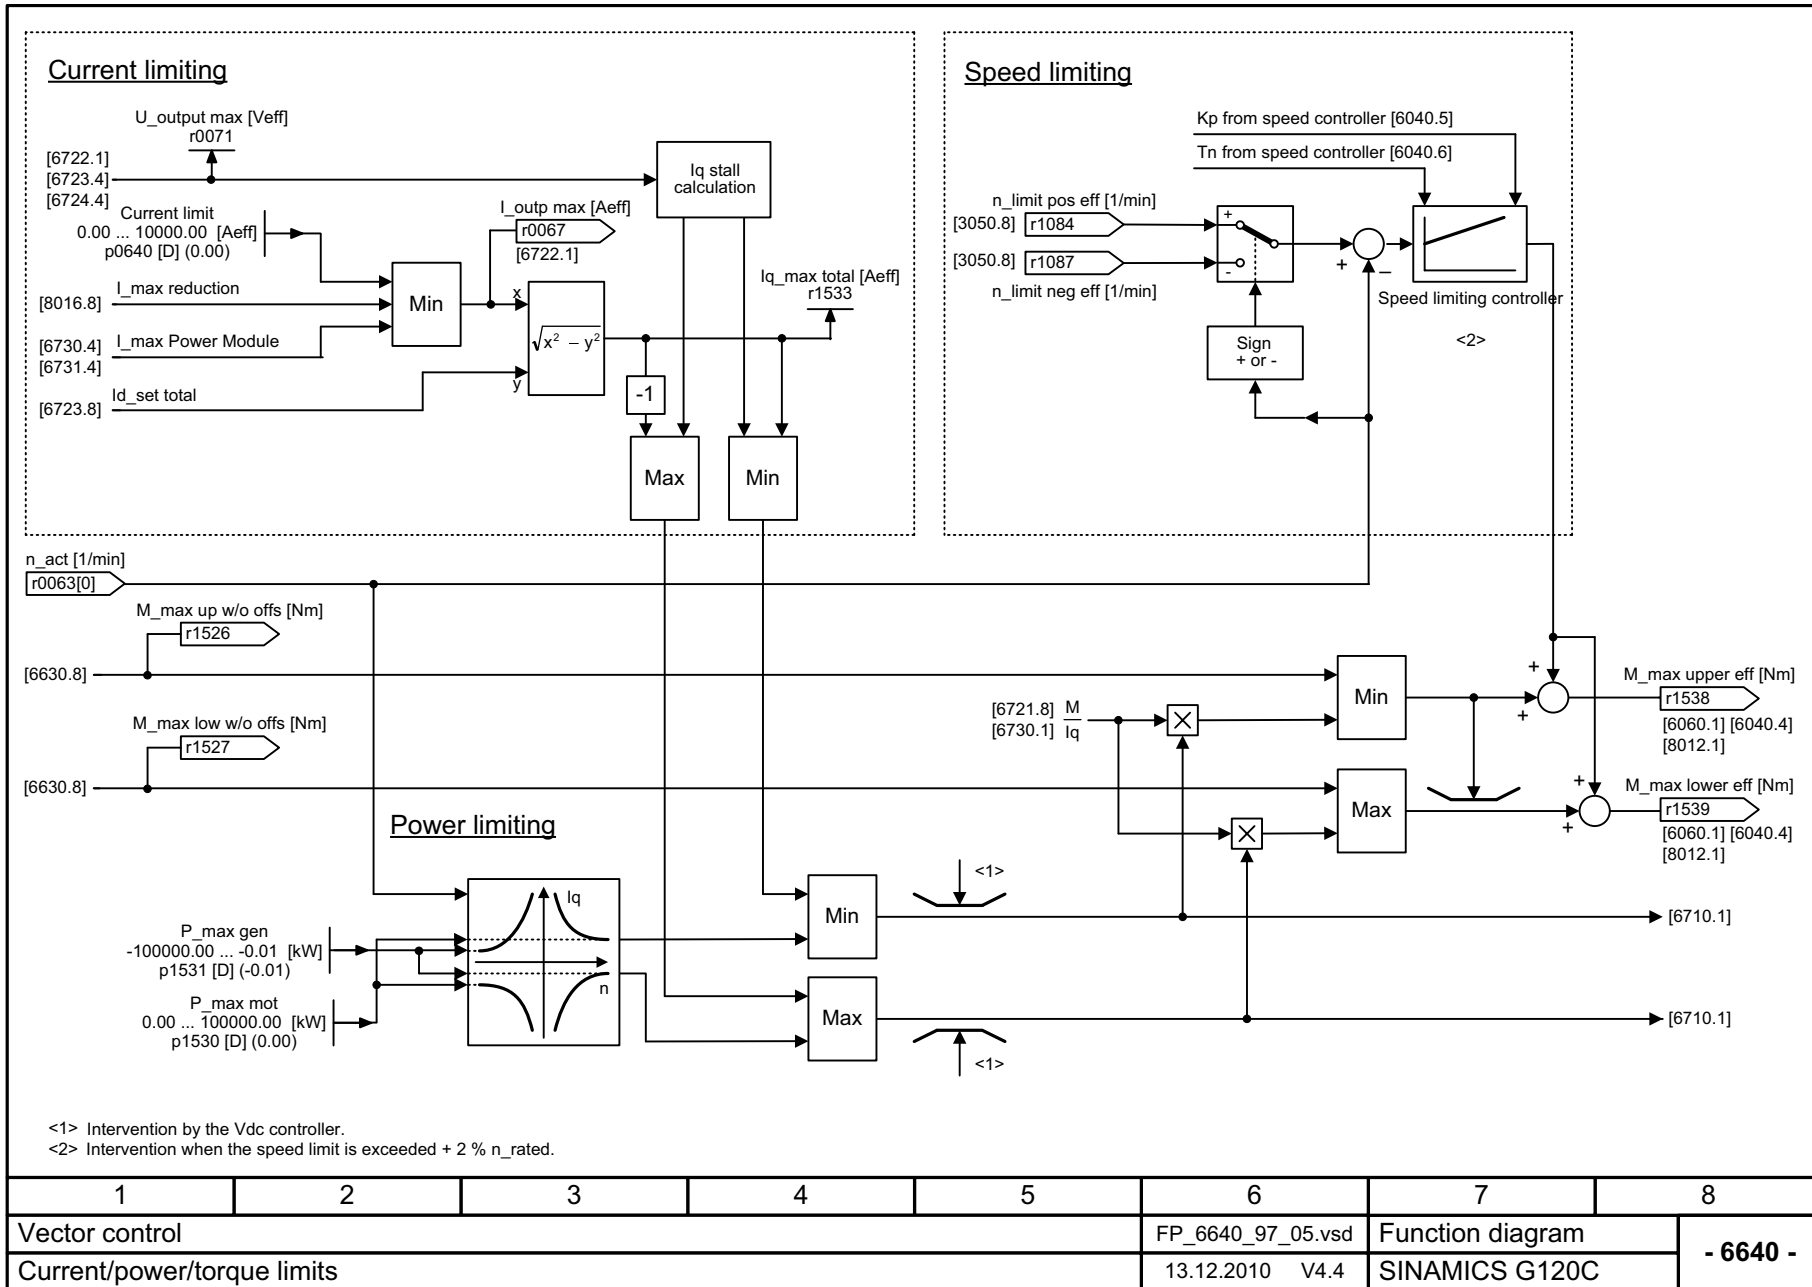 Current limiting
U_output max [Veff]
r0071
[6722.1]
[6723.4]
[6724.4]
Current limit
0.00 ... 10000.00 [Aeff]
p0640 [D] (0.00)
I_outp max [Aeff]
r0067
[6722.1]
Iq stall
calculation
[8016.8] I_max reduction
Min
[6730.4] I_max Power Module
[6731.4]
[6723.8] Id_set total
x
√x² – y²
y
Iq_max total [Aeff]
r1533
-1
Max
Min
Speed limiting
Kp from speed controller [6040.5]
Tn from speed controller [6040.6]
n_limit pos eff [1/min]
[3050.8] r1084
[3050.8] r1087
n_limit neg eff [1/min]
+
-
+
–
Speed limiting controller
<2>
Sign
+ or -
n_act [1/min]
r0063[0]
M_max up w/o offs [Nm]
r1526
[6630.8]
M_max low w/o offs [Nm]
r1527
[6630.8]
[6721.8] M
[6730.1] Iq
X
Min
+
+
M_max upper eff [Nm]
r1538
[6060.1] [6040.4]
[8012.1]
X
Max
+
+
M_max lower eff [Nm]
r1539
[6060.1] [6040.4]
[8012.1]
Power limiting
Iq
n
P_max gen
-100000.00 ... -0.01 [kW]
p1531 [D] (-0.01)
P_max mot
0.00 ... 100000.00 [kW]
p1530 [D] (0.00)
Min
<1>
[6710.1]
Max
<1>
[6710.1]
<1> Intervention by the Vdc controller.
<2> Intervention when the speed limit is exceeded + 2 % n_rated.
1 2 3 4 5 6 7 8
Vector control FP_6640_97_05.vsd Function diagram - 6640 -
Current/power/torque limits 13.12.2010 V4.4 SINAMICS G120C